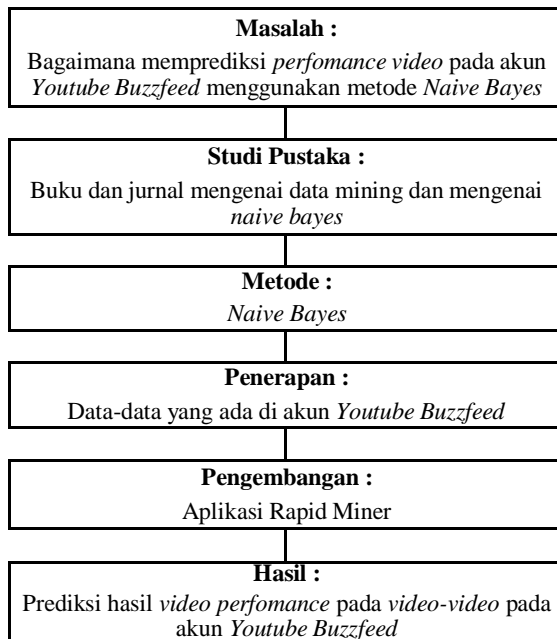 Masalah :
Bagaimana memprediksi perfomance video pada akun
Youtube Buzzfeed menggunakan metode Naive Bayes
Studi Pustaka :
Buku dan jurnal mengenai data mining dan mengenai
naive bayes
Metode :
Naive Bayes
Penerapan :
Data-data yang ada di akun Youtube Buzzfeed
Pengembangan :
Aplikasi Rapid Miner
Hasil :
Prediksi hasil video perfomance pada video-video pada
akun Youtube Buzzfeed